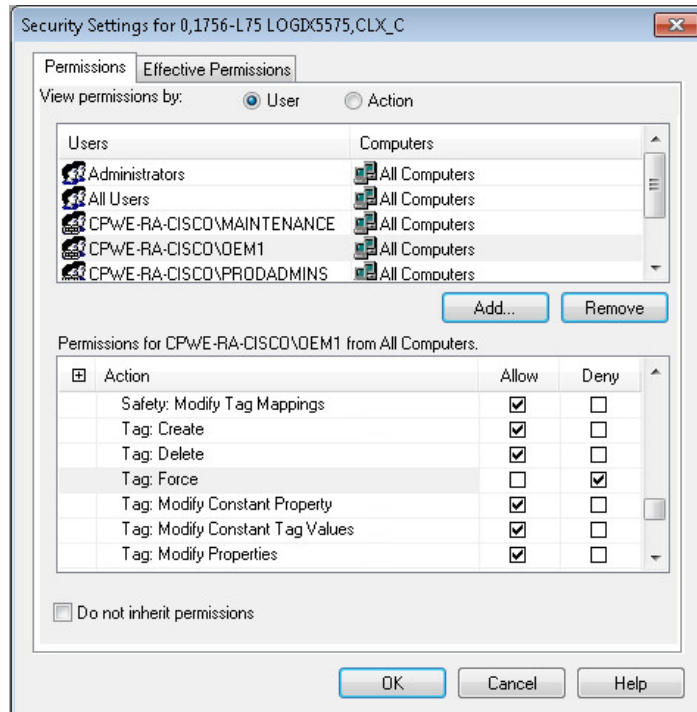 Security Settings for 0,1756-L75 LOGIX5575,CLX_C
Permissions Effective Permissions
View permissions by: User Action
Users Computers
Administrators All Computers
All Users All Computers
CPWE-RA-CISCO\MAINTENANCE All Computers
CPWE-RA-CISCO\OEM1 All Computers
CPWE-RA-CISCO\PRODADMINS All Computers
Add... Remove
Permissions for CPWE-RA-CISCO\OEM1 from All Computers.
Action Allow Deny
Safety: Modify Tag Mappings
Tag: Create
Tag: Delete
Tag: Force
Tag: Modify Constant Property
Tag: Modify Constant Tag Values
Tag: Modify Properties
Do not inherit permissions
OK Cancel Help